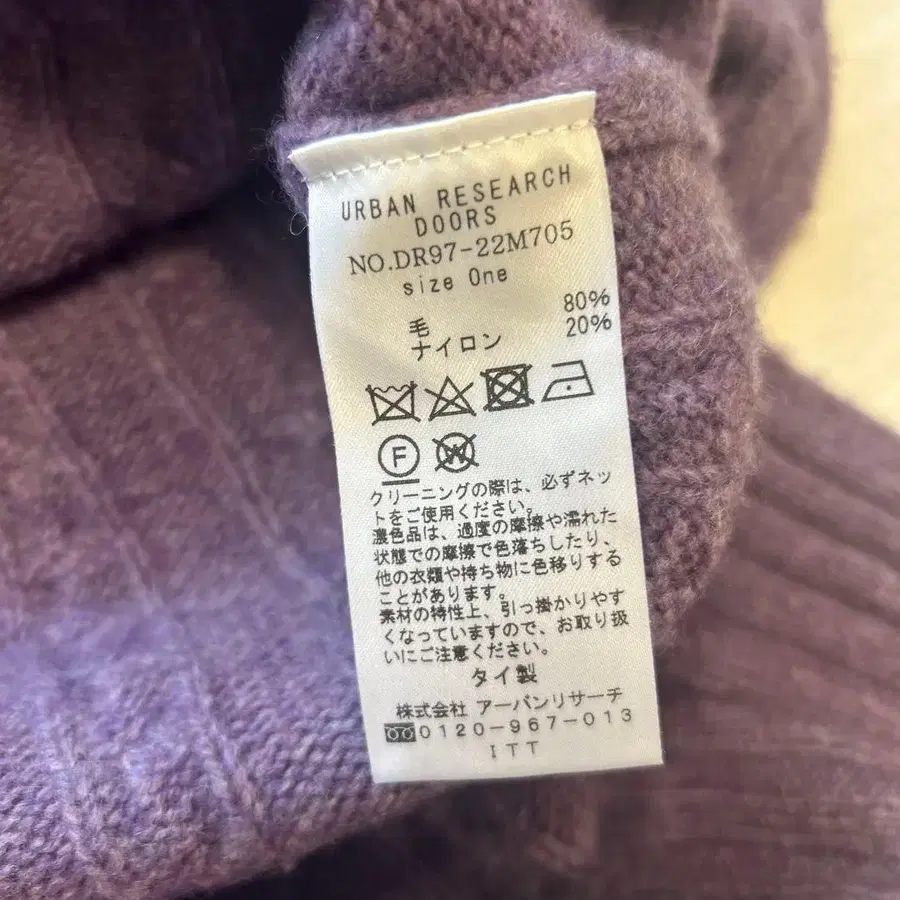 URBAN RESEARCH
DOORS
NO.DR97-22M705
size One
毛 80%
ナイロン 20%
F W
クリーニングの際は、必ずネッ
トをご使用ください。
濃色品は、過度の摩擦や濡れた
状態での摩擦で色落ちしたり、
他の衣類や持ち物に色移りする
ことがあります。
素材の特性上、引っ掛かりやす
くなっていますので、お取り扱
いにご注意ください。
タイ製
株式会社 アーバンリサーチ
0120-967-013
ITT